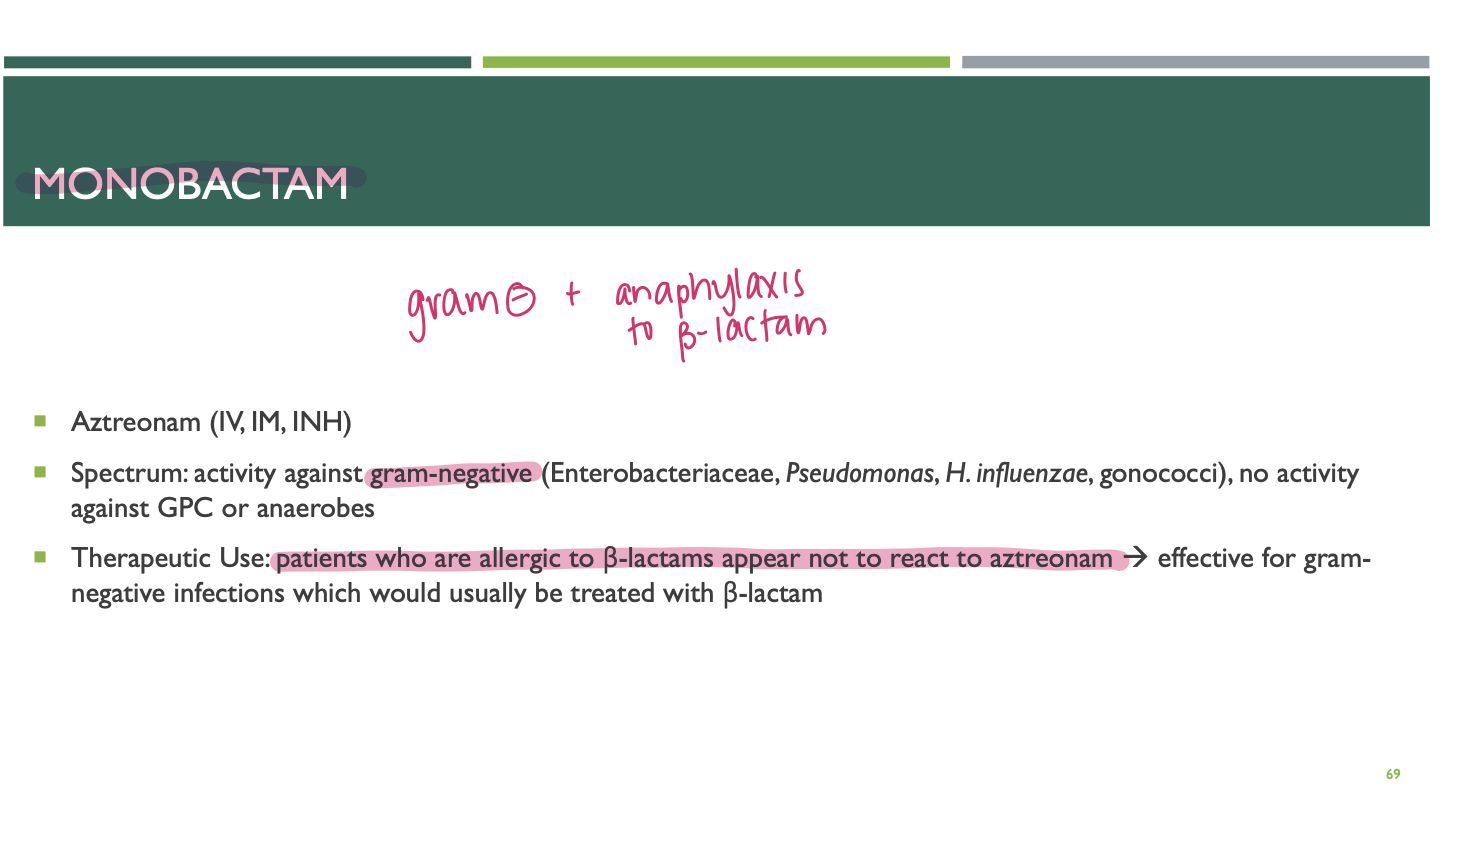 MONOBACTAM
gram⊖ + anaphylaxis
to β-lactam
▪ Aztreonam (IV, IM, INH)
▪ Spectrum: activity against gram-negative (Enterobacteriaceae, Pseudomonas, H. influenzae, gonococci), no activity
against GPC or anaerobes
▪ Therapeutic Use: patients who are allergic to β-lactams appear not to react to aztreonam → effective for gram-
negative infections which would usually be treated with β-lactam
69